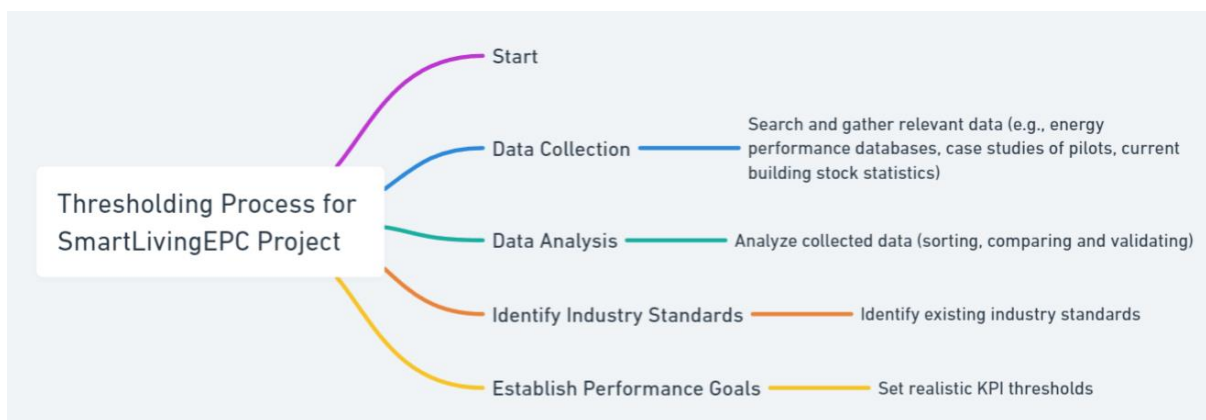 Start
Search and gather relevant data (e.g., energy
Data Collection
performance databases, case studies of pilots, current
building stock statistics)
Thresholding Process for
SmartLivingEPC Project
Data Analysis
Analyze collected data (sorting, comparing and validating)
Identify Industry Standards
Identify existing industry standards
Establish Performance Goals
Set realistic KPI thresholds